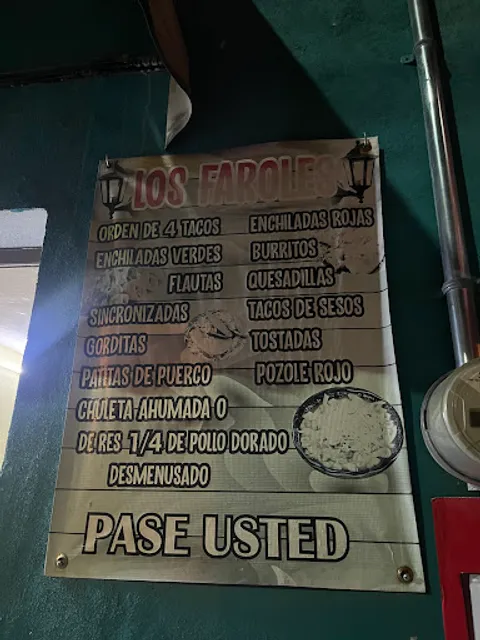 LOS FAROLES
ORDEN DE 4 TACOS
ENCHILADAS VERDES
FLAUTAS
SINCRONIZADAS
GORDITAS
PATITAS DE PUERCO
CHULETA AHUMADA O
DE RES 1/4 DE POLLO DORADO
DESMENUSADO
ENCHILADAS ROJAS
BURRITOS
QUESADILLAS
TACOS DE SESOS
TOSTADAS
POZOLE ROJO
PASE USTED